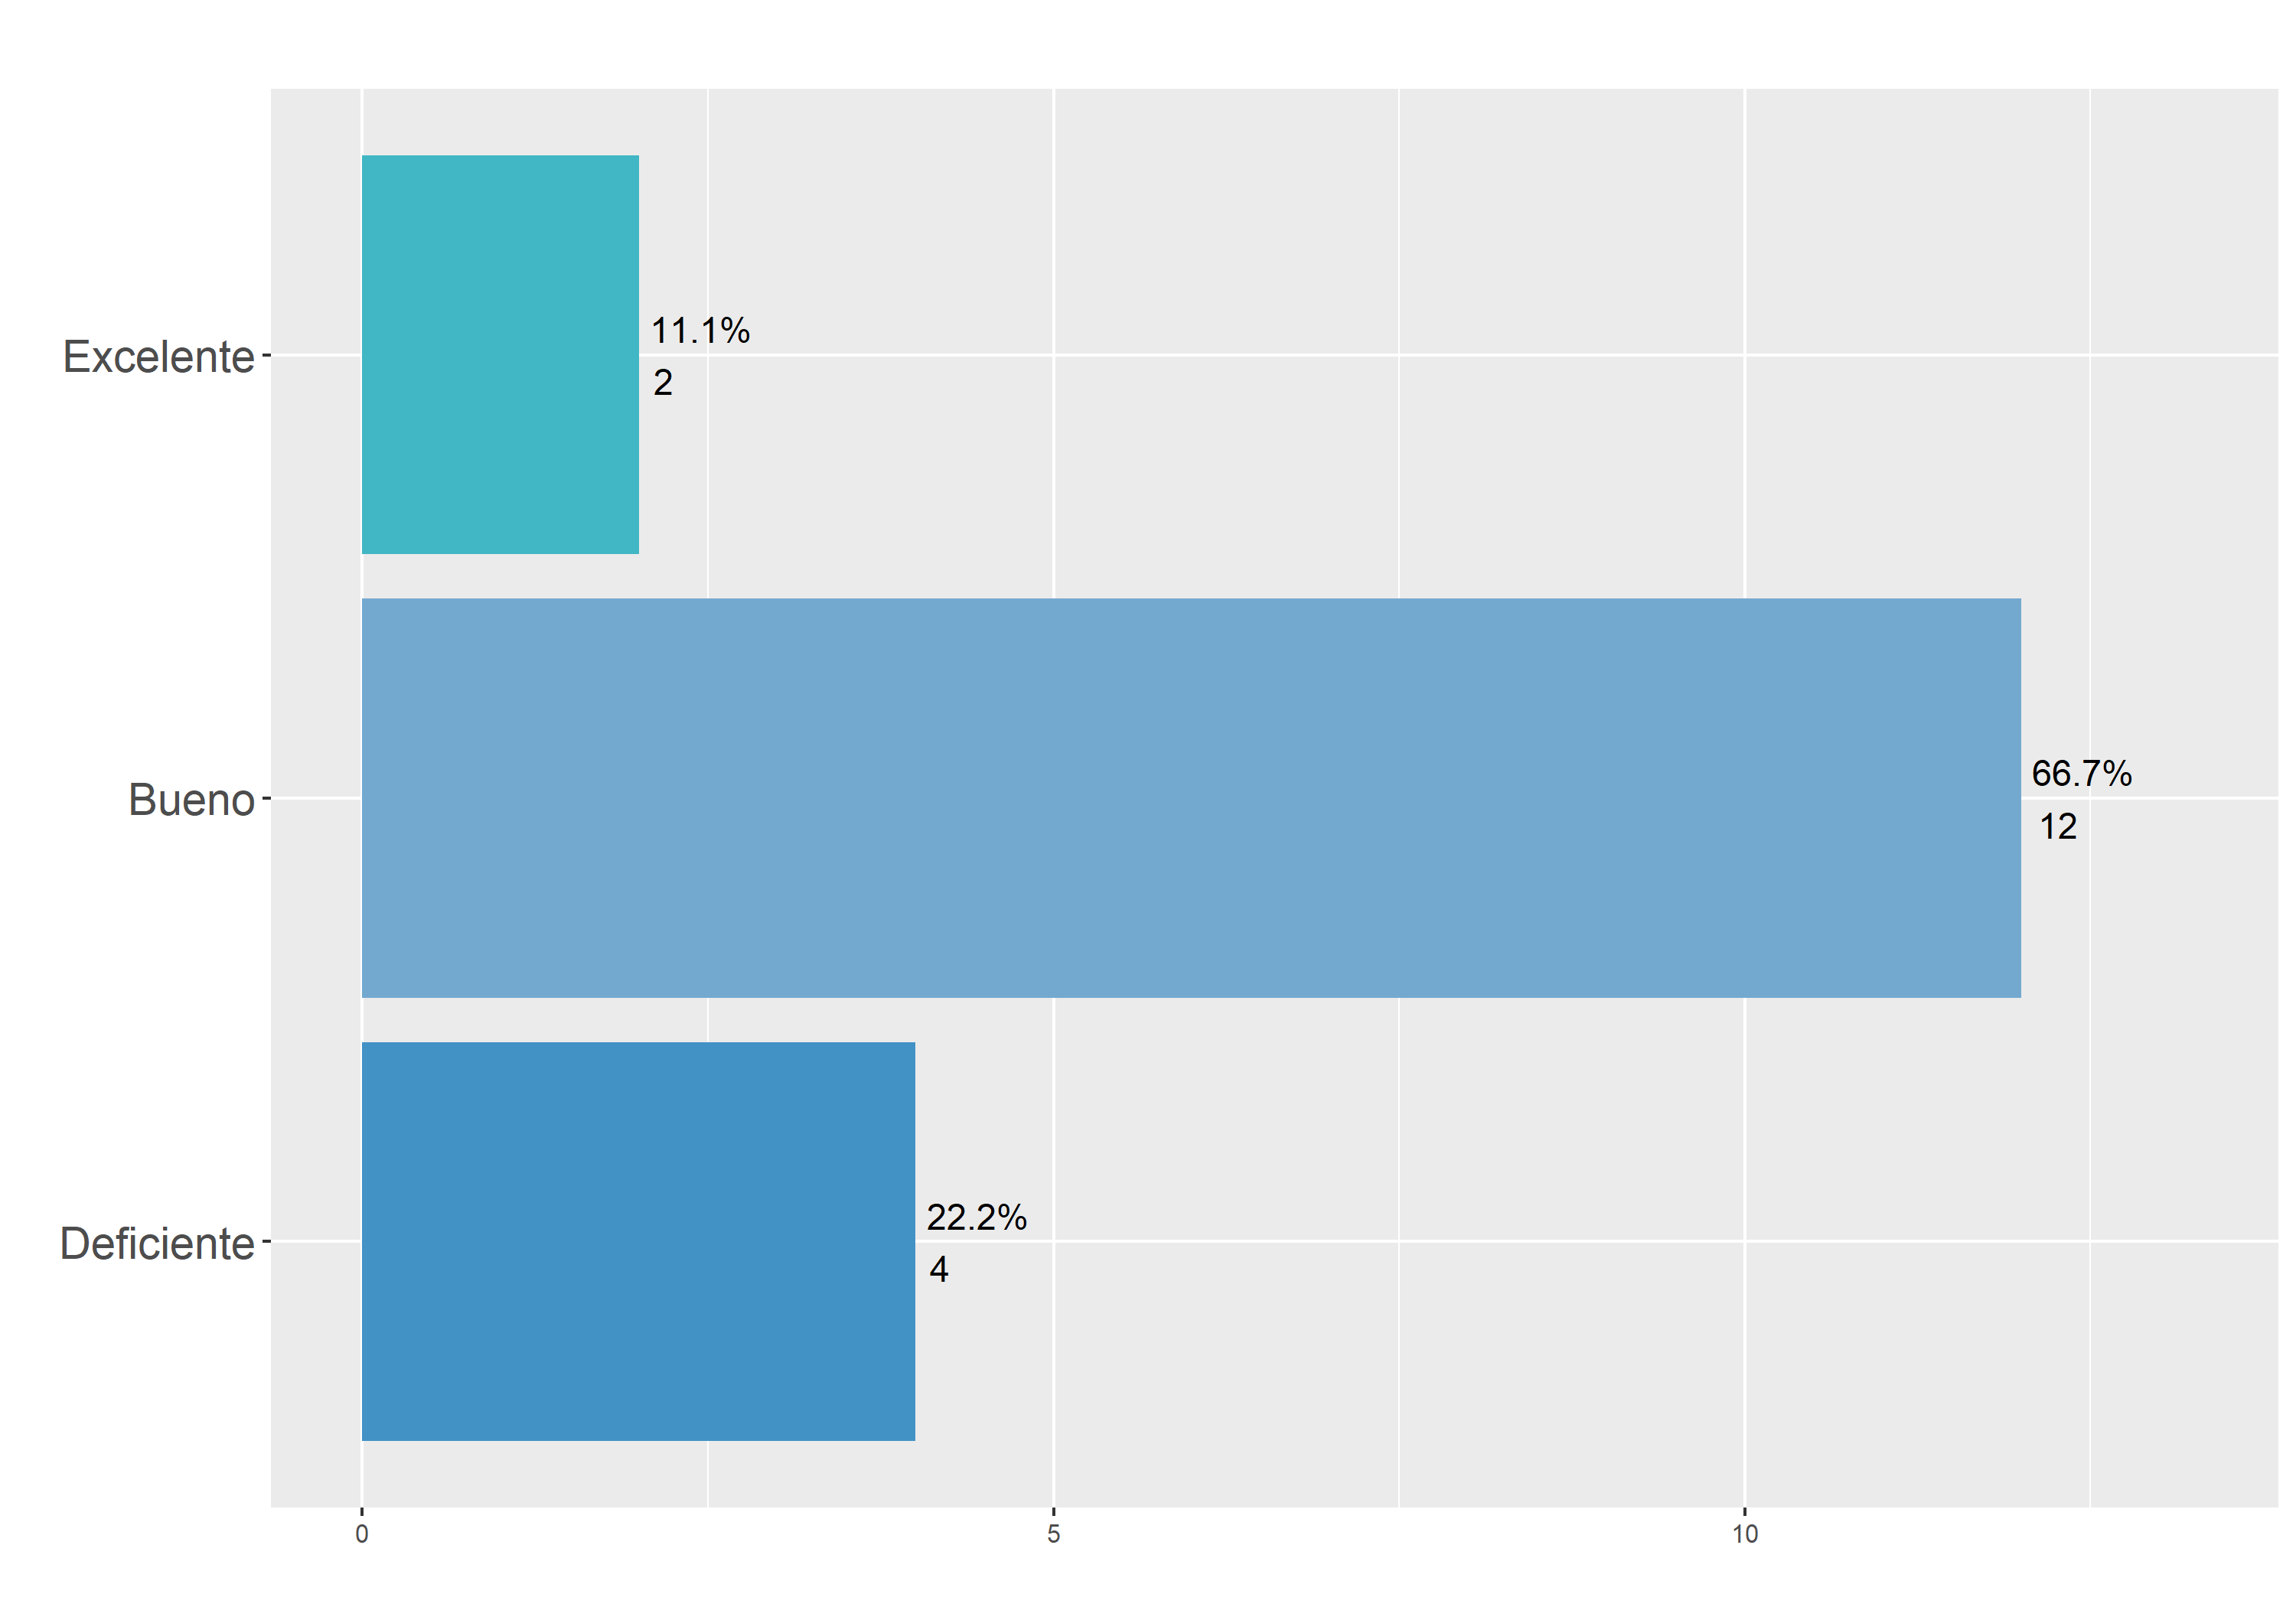 Excelente
11.1%
2
Bueno
66.7%
12
Deficiente
22.2%
4
0 5 10